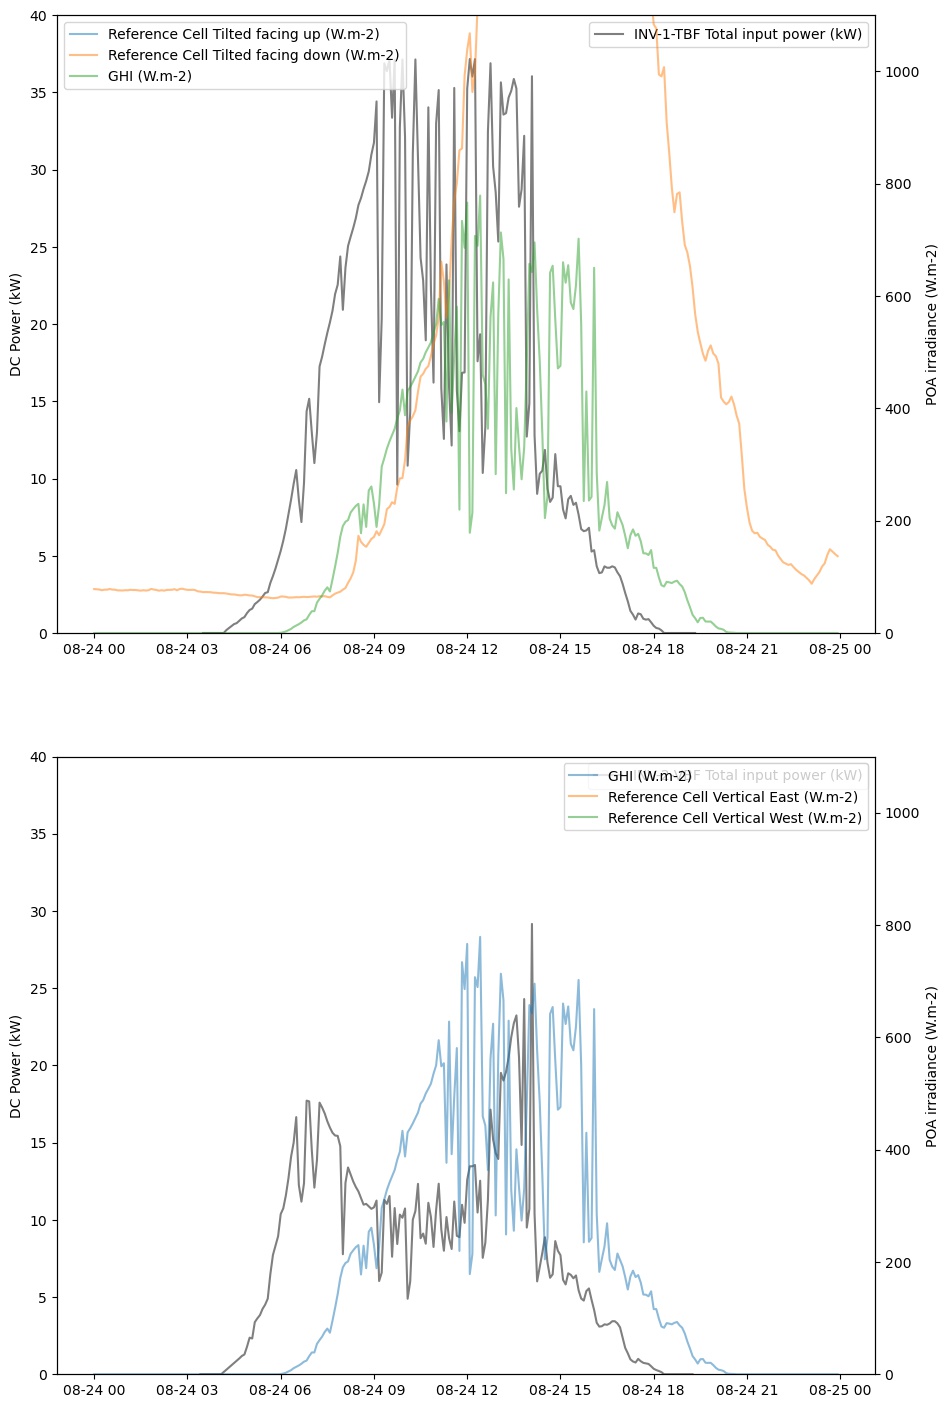 Reference Cell Tilted facing up (W.m-2)
Reference Cell Tilted facing down (W.m-2)
GHI (W.m-2)
INV-1-TBF Total input power (kW)
40
35
30
25
20
15
10
5
0
DC Power (kW)
1000
800
600
400
200
0
POA irradiance (W.m-2)
08-24 00 08-24 03 08-24 06 08-24 09 08-24 12 08-24 15 08-24 18 08-24 21 08-25 00
GHI (W.m-2)
Total input power (kW)
Reference Cell Vertical East (W.m-2)
Reference Cell Vertical West (W.m-2)
40
35
30
25
20
15
10
5
0
DC Power (kW)
1000
800
600
400
200
0
POA irradiance (W.m-2)
08-24 00 08-24 03 08-24 06 08-24 09 08-24 12 08-24 15 08-24 18 08-24 21 08-25 00